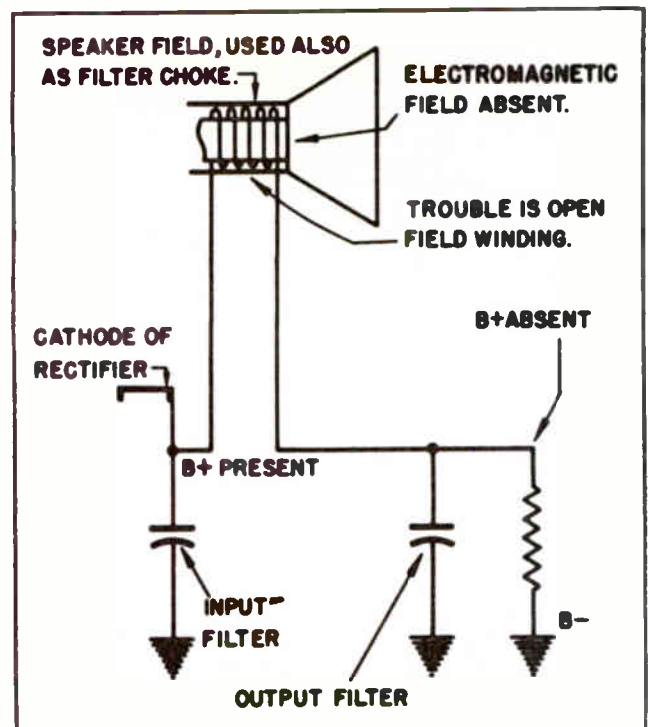 SPEAKER FIELD, USED ALSO
AS FILTER CHOKE.
ELECTROMAGNETIC
FIELD ABSENT.
TROUBLE IS OPEN
FIELD WINDING.
B+ ABSENT
CATHODE OF
RECTIFIER
B+ PRESENT
INPUT
FILTER
B-
OUTPUT FILTER